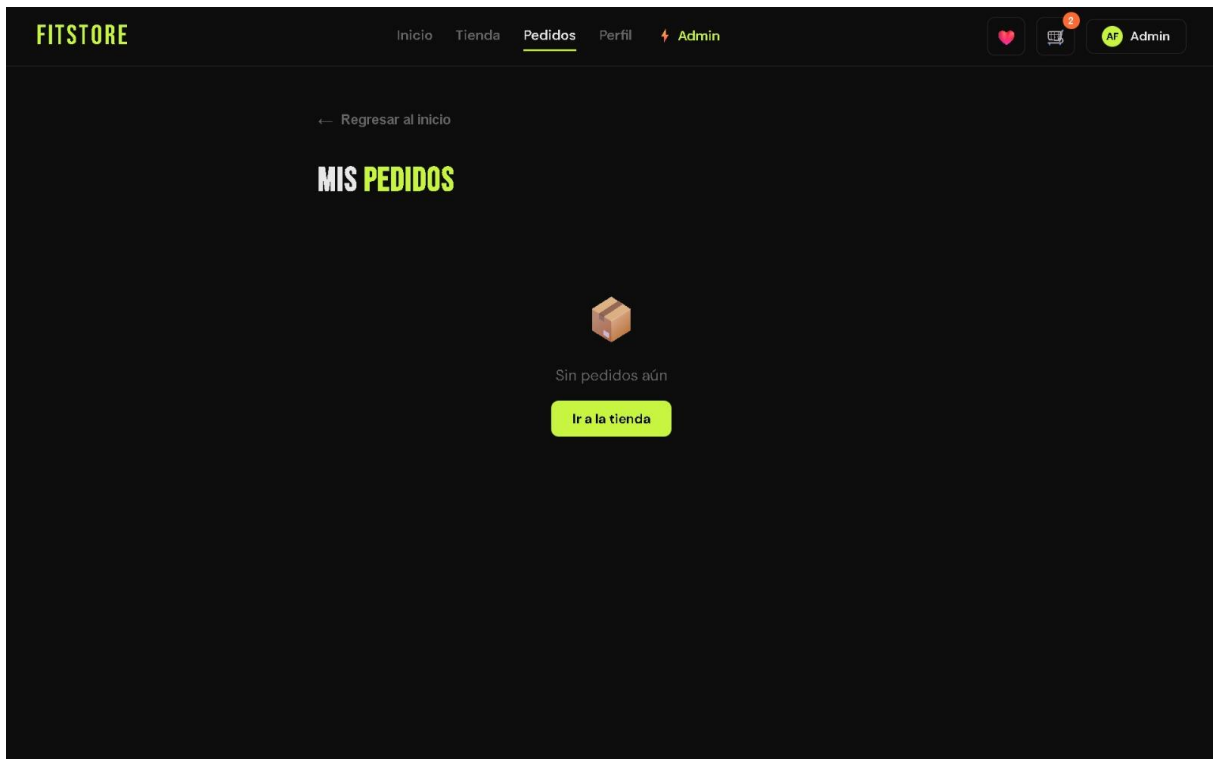 FITSTORE Inicio Tienda Pedidos Perfil Admin 2 AF Admin
← Regresar al inicio
MIS PEDIDOS
Sin pedidos aún
Ir a la tienda